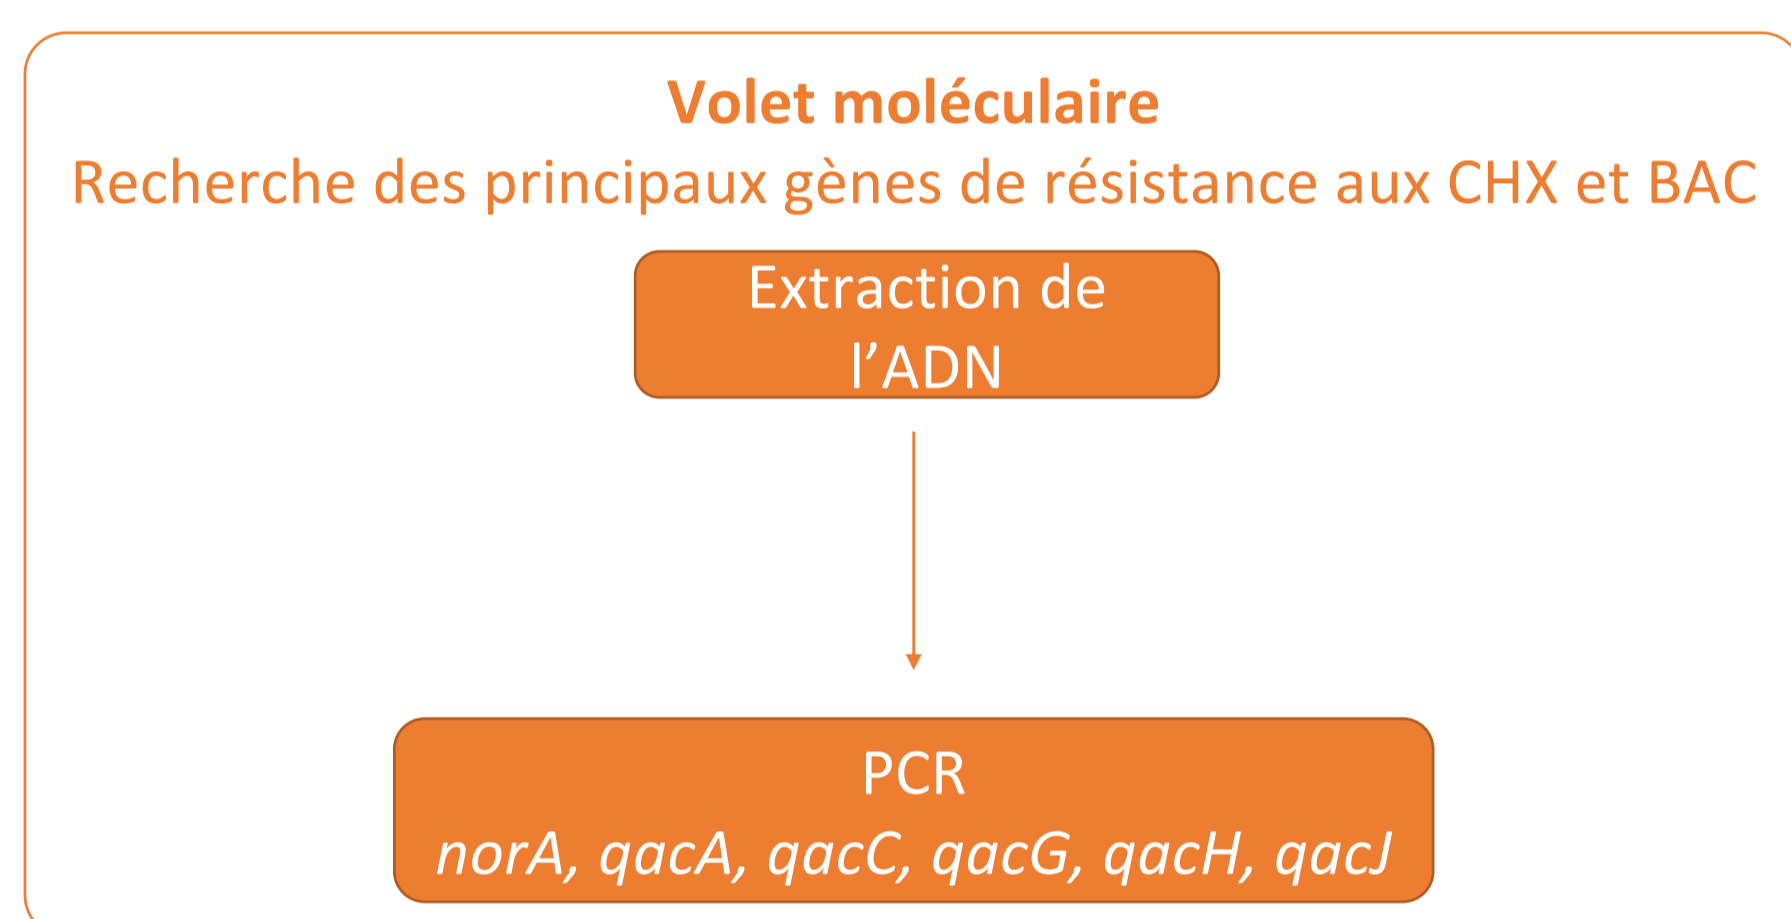 Volet moléculaire
Recherche des principaux gènes de résistance aux CHX et BAC
Extraction de
l’ADN
PCR
norA, qacA, qacC, qacG, qacH, qacJ